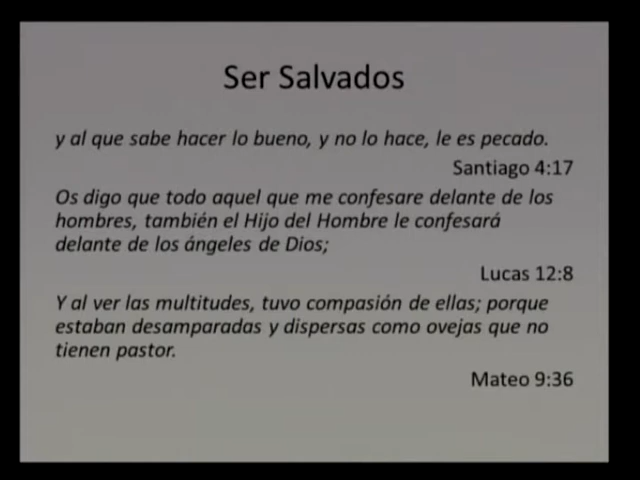 Ser Salvados
y al que sabe hacer lo bueno, y no lo hace, le es pecado.
Santiago 4:17
Os digo que todo aquel que me confesare delante de los
hombres, también el Hijo del Hombre le confesará
delante de los ángeles de Dios;
Lucas 12:8
Y al ver las multitudes, tuvo compasión de ellas; porque
estaban desamparadas y dispersas como ovejas que no
tienen pastor.
Mateo 9:36